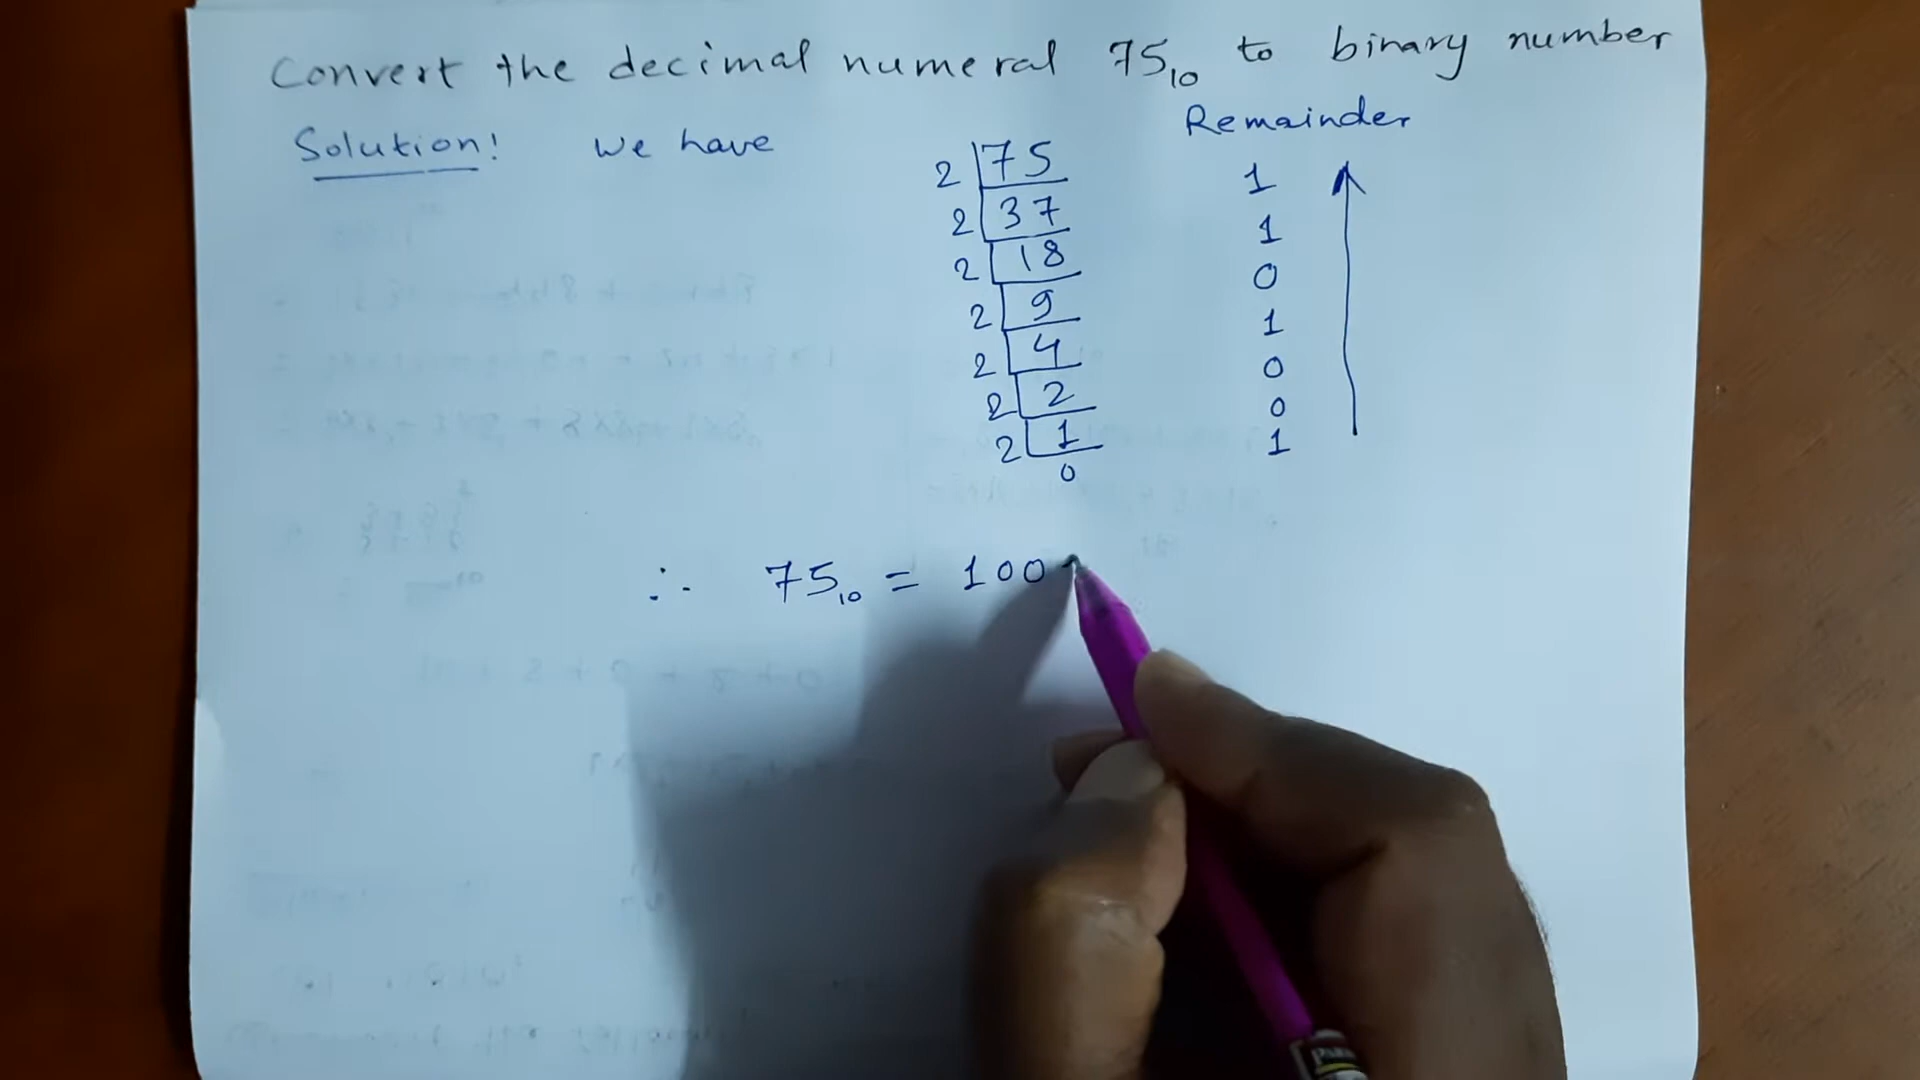 Convert the decimal numeral 75₁₀ to binary number
Solution! We have
Remainder
2 75 1
2 37 1
2 18 0
2 9 1
2 4 0
2 2 0
2 1 1
0
∴ 75₁₀ = 100